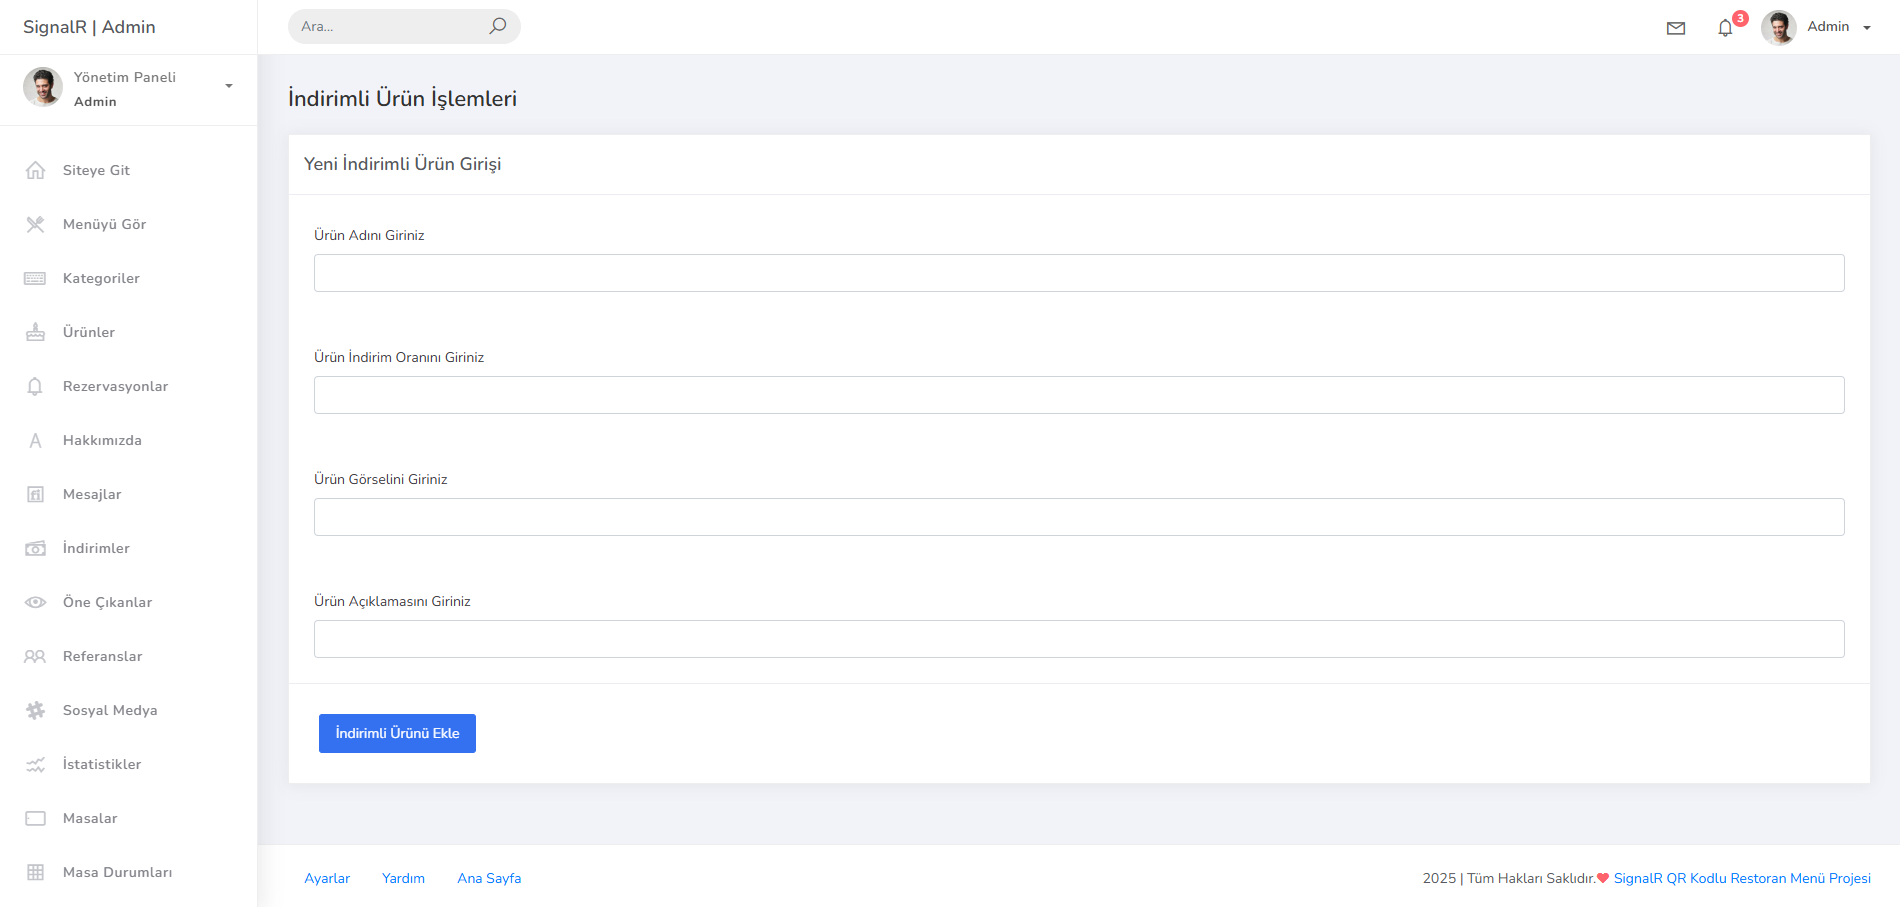 SignalR | Admin
Ara...
3
Admin
Yönetim Paneli
Admin
Siteye Git
Menüyü Gör
Kategoriler
Ürünler
Rezervasyonlar
Hakkımızda
Mesajlar
İndirimler
Öne Çıkanlar
Referanslar
Sosyal Medya
İstatistikler
Masalar
Masa Durumları
İndirimli Ürün İşlemleri
Yeni İndirimli Ürün Girişi
Ürün Adını Giriniz
Ürün İndirim Oranını Giriniz
Ürün Görselini Giriniz
Ürün Açıklamasını Giriniz
İndirimli Ürünü Ekle
Ayarlar
Yardım
Ana Sayfa
2025 | Tüm Hakları Saklıdır.❤ SignalR QR Kodlu Restoran Menü Projesi